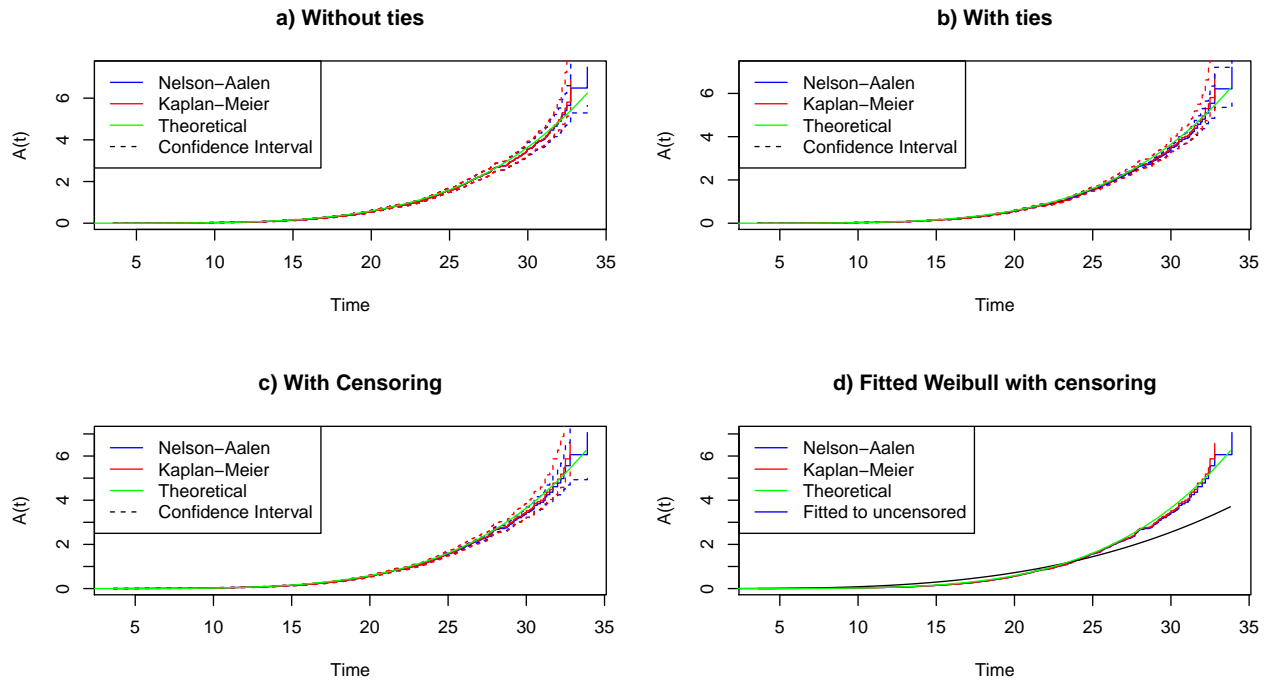 a) Without ties
A(t)
0 2 4 6
Nelson−Aalen
Kaplan−Meier
Theoretical
Confidence Interval
5 10 15 20 25 30 35
Time
b) With ties
A(t)
0 2 4 6
Nelson−Aalen
Kaplan−Meier
Theoretical
Confidence Interval
5 10 15 20 25 30 35
Time
c) With Censoring
A(t)
0 2 4 6
Nelson−Aalen
Kaplan−Meier
Theoretical
Confidence Interval
5 10 15 20 25 30 35
Time
d) Fitted Weibull with censoring
A(t)
0 2 4 6
Nelson−Aalen
Kaplan−Meier
Theoretical
Fitted to uncensored
5 10 15 20 25 30 35
Time